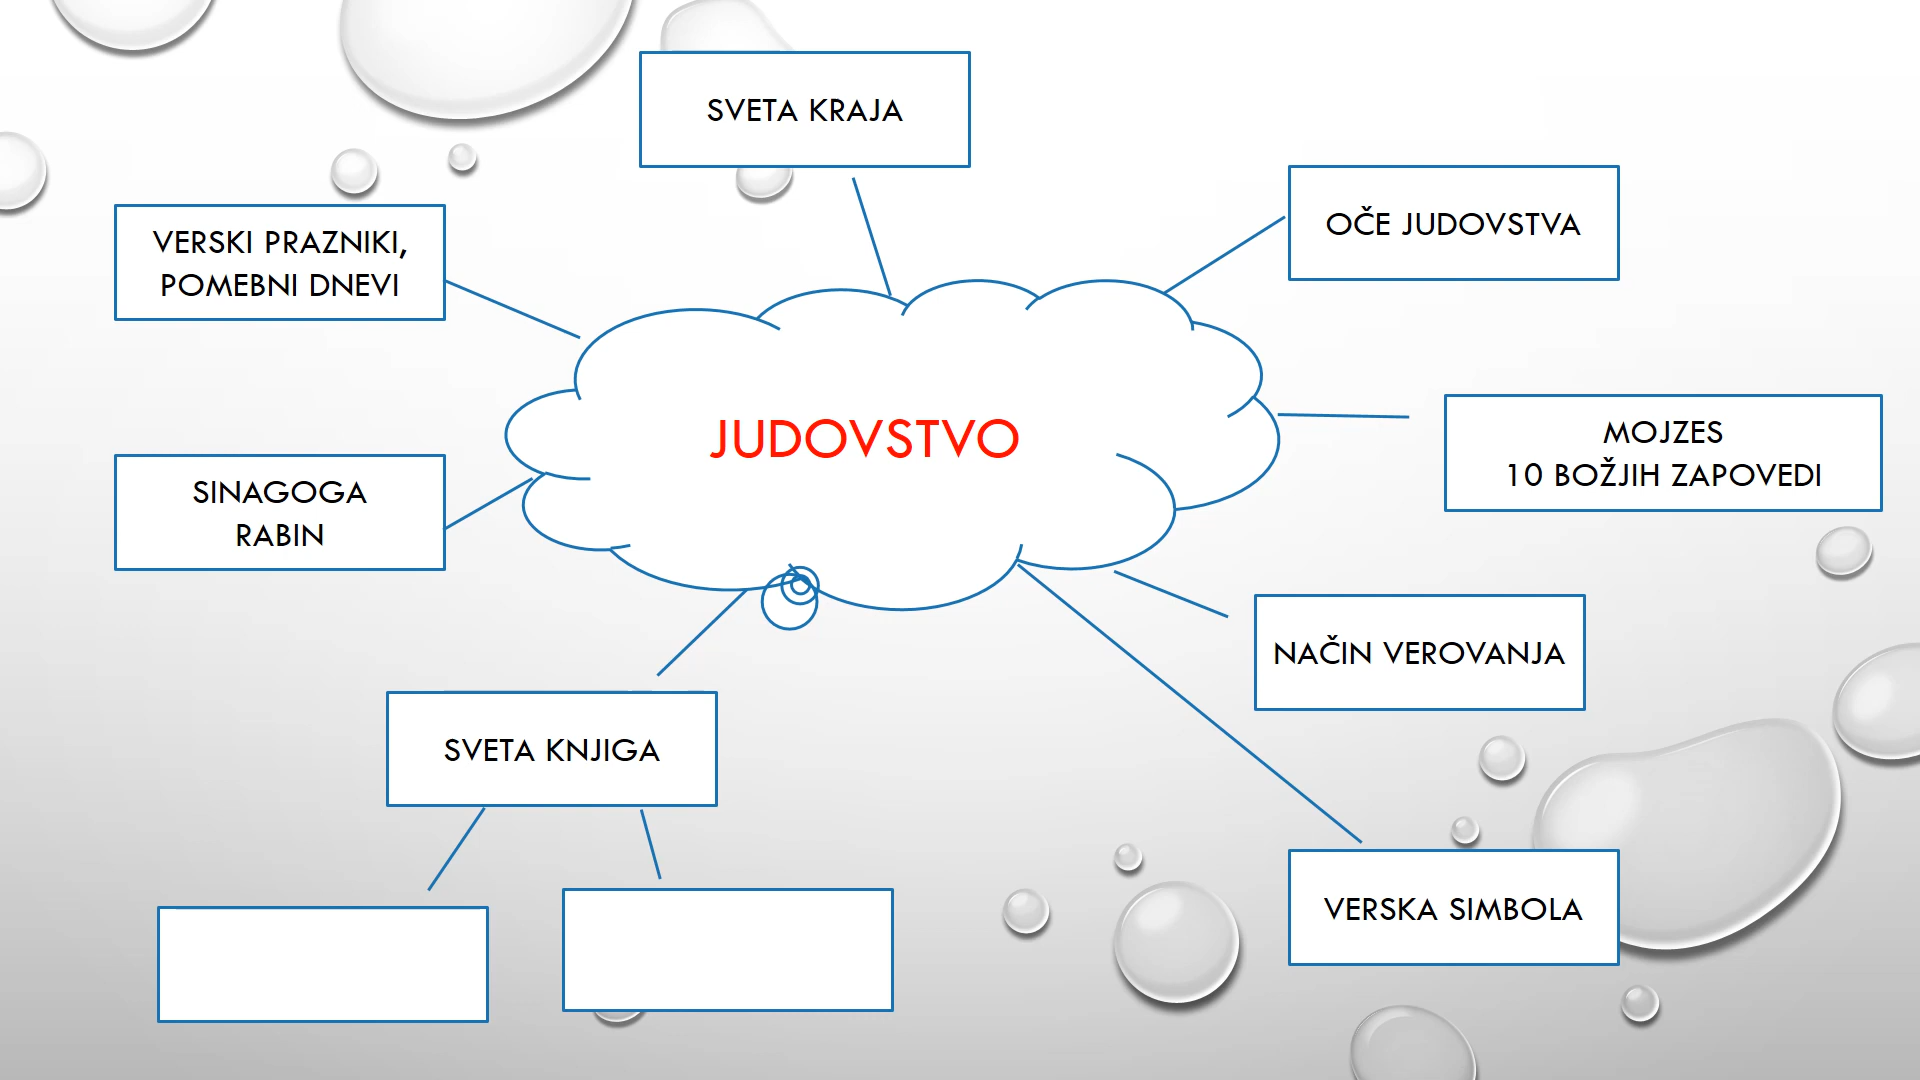 SVETA KRAJA
OČE JUDOVSTVA
VERSKI PRAZNIKI,
POMEBNI DNEVI
JUDOVSTVO
MOJZES
10 BOŽJIH ZAPOVEDI
SINAGOGA
RABIN
NAČIN VEROVANJA
SVETA KNJIGA
VERSKA SIMBOLA